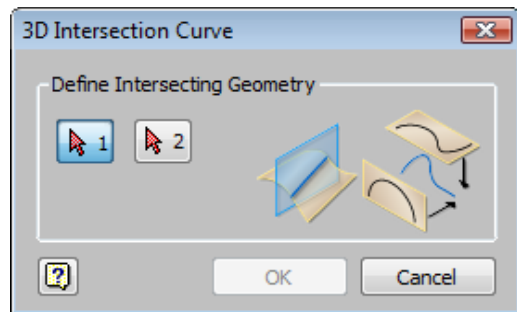 3D Intersection Curve
Define Intersecting Geometry
1 2
? OK Cancel